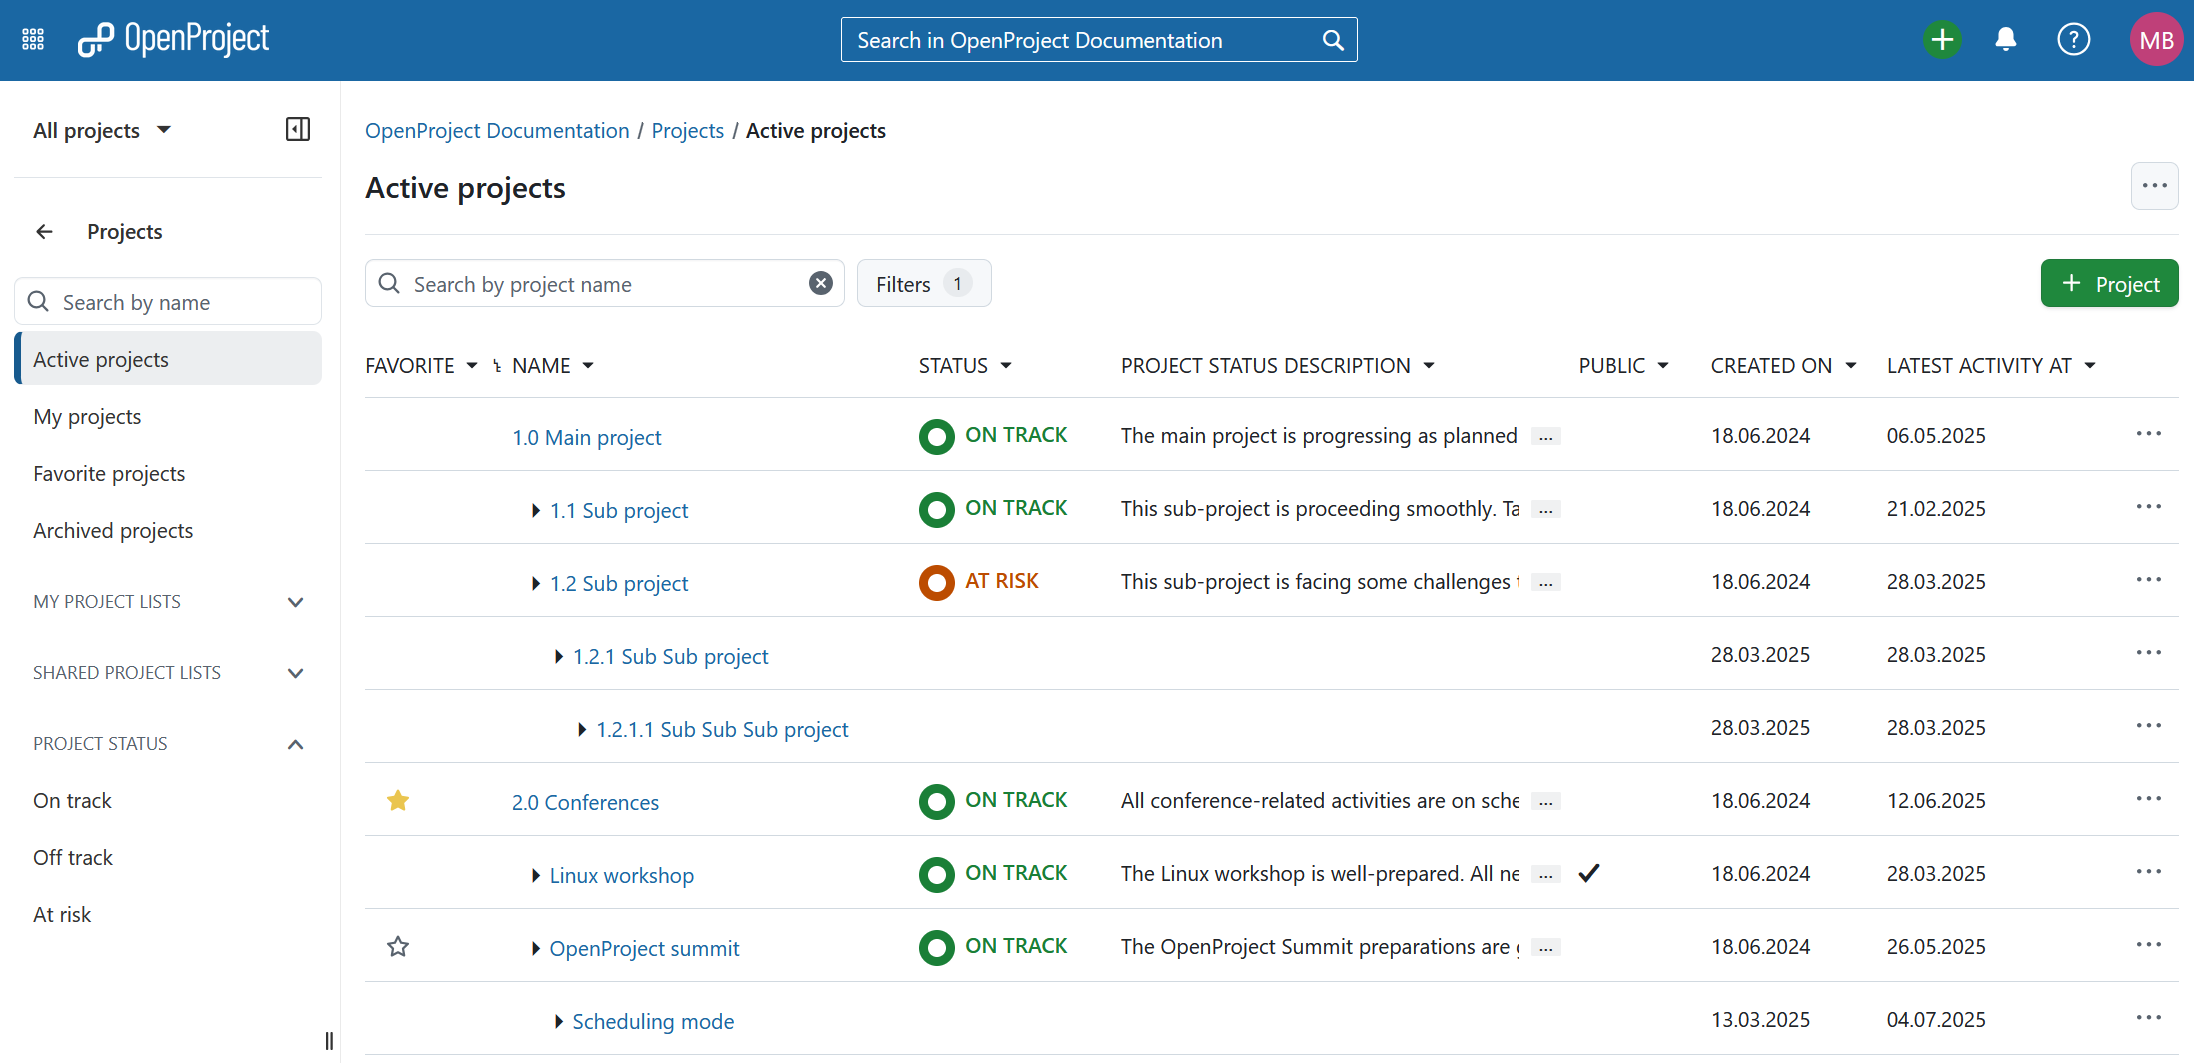 OpenProject
Search in OpenProject Documentation
?
MB
All projects
OpenProject Documentation / Projects / Active projects
Active projects
...
Projects
Search by name
Active projects
My projects
Favorite projects
Archived projects
MY PROJECT LISTS
SHARED PROJECT LISTS
PROJECT STATUS
On track
Off track
At risk
Search by project name
Filters 1
+ Project
FAVORITE NAME STATUS PROJECT STATUS DESCRIPTION PUBLIC CREATED ON LATEST ACTIVITY AT
1.0 Main project ON TRACK The main project is progressing as planned ... 18.06.2024 06.05.2025 ...
1.1 Sub project ON TRACK This sub-project is proceeding smoothly. Ta ... 18.06.2024 21.02.2025 ...
1.2 Sub project AT RISK This sub-project is facing some challenges ... 18.06.2024 28.03.2025 ...
1.2.1 Sub Sub project 28.03.2025 28.03.2025 ...
1.2.1.1 Sub Sub Sub project 28.03.2025 28.03.2025 ...
2.0 Conferences ON TRACK All conference-related activities are on sche ... 18.06.2024 12.06.2025 ...
Linux workshop ON TRACK The Linux workshop is well-prepared. All ne ... 18.06.2024 28.03.2025 ...
OpenProject summit ON TRACK The OpenProject Summit preparations are ... 18.06.2024 26.05.2025 ...
Scheduling mode 13.03.2025 04.07.2025 ...